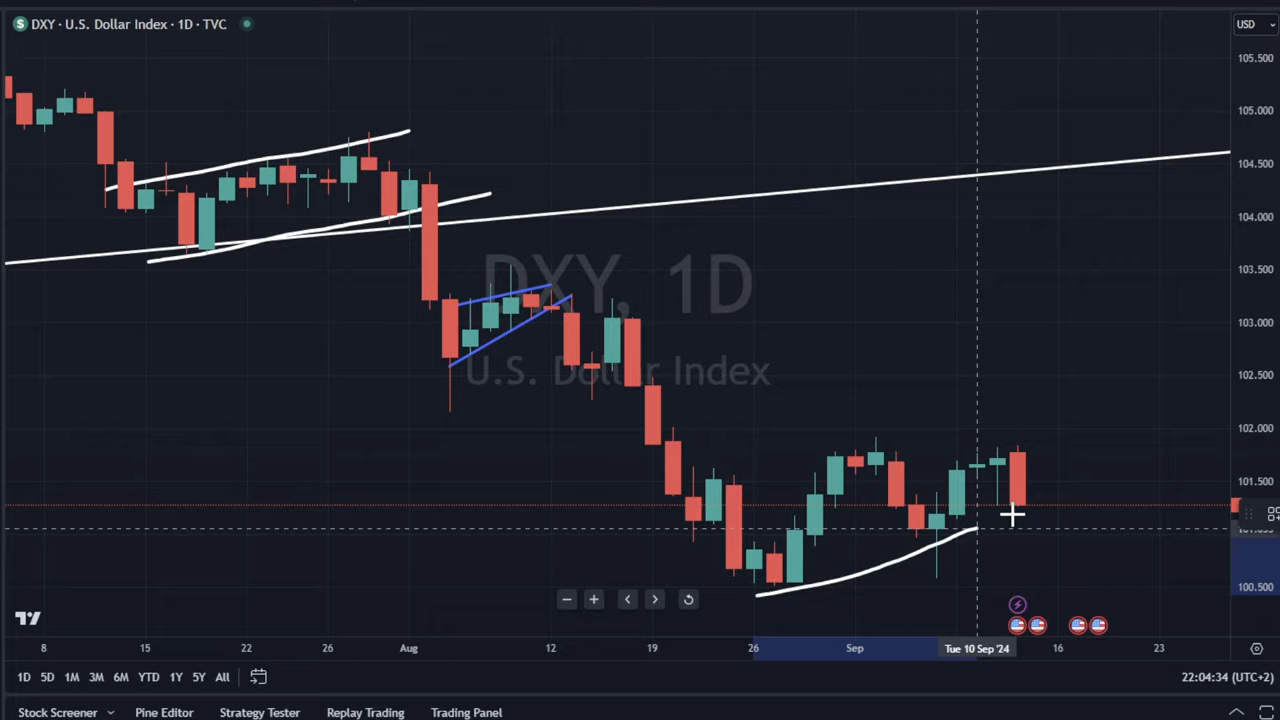 DXY · U.S. Dollar Index · 1D · TVC
USD
105.500
105.000
104.500
104.000
103.500
103.000
102.500
102.000
101.500
100.500
DXY, 1D
U.S. Dollar Index
8 15 22 26 Aug 12 19 26 Sep Tue 10 Sep '24 16 23
1D 5D 1M 3M 6M YTD 1Y 5Y All
22:04:34 (UTC+2)
Stock Screener Pine Editor Strategy Tester Replay Trading Trading Panel